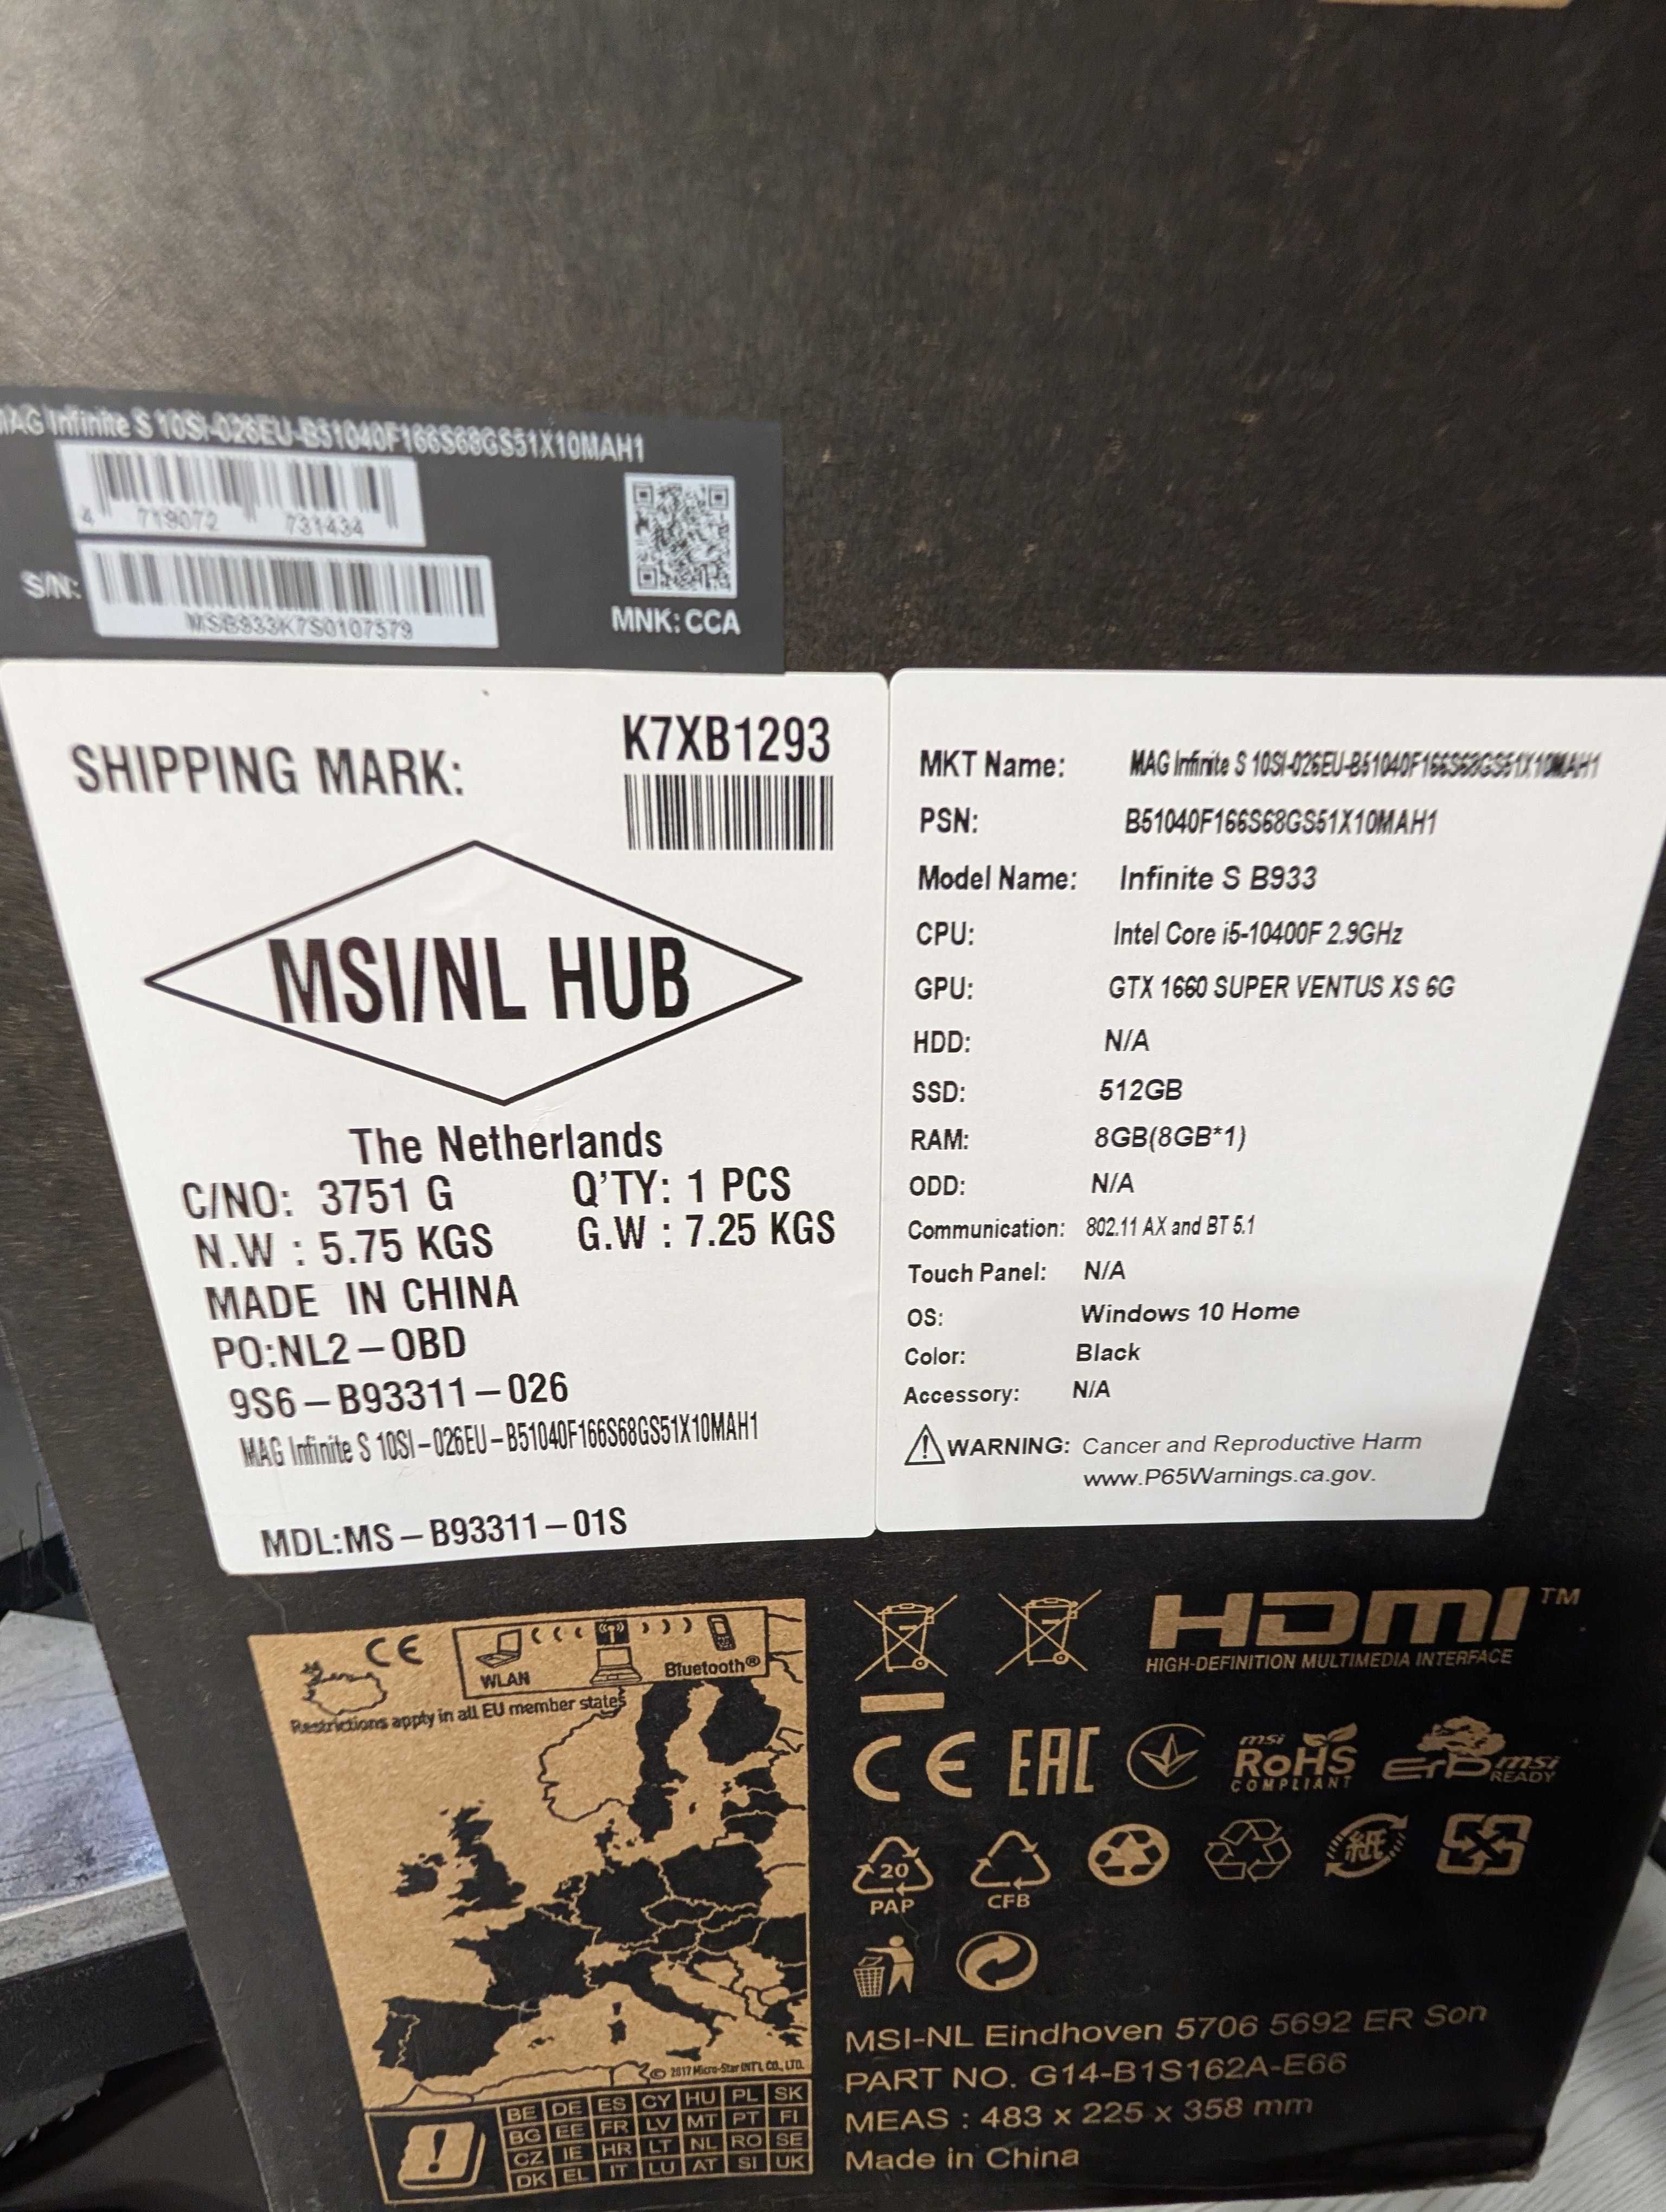 MAG Infinite S 10SI-026EU-B51040F166S68GS51X10MAH1
4 719072 731434
S/N:
MSB933K7S0107579
MNK: CCA
SHIPPING MARK:
K7XB1293
MSI/NL HUB
The Netherlands
C/NO: 3751 G Q'TY: 1 PCS
N.W : 5.75 KGS G.W : 7.25 KGS
MADE IN CHINA
PO:NL2-OBD
9S6-B93311-026
MAG Infinite S 10SI-026EU-B51040F166S68GS51X10MAH1
MDL:MS-B93311-01S
MKT Name: MAG Infinite S 10SI-026EU-B51040F166S68GS51X10MAH1
PSN: B51040F166S68GS51X10MAH1
Model Name: Infinite S B933
CPU: Intel Core i5-10400F 2.9GHz
GPU: GTX 1660 SUPER VENTUS XS 6G
HDD: N/A
SSD: 512GB
RAM: 8GB(8GB*1)
ODD: N/A
Communication: 802.11 AX and BT 5.1
Touch Panel: N/A
OS: Windows 10 Home
Color: Black
Accessory: N/A
WARNING: Cancer and Reproductive Harm
www.P65Warnings.ca.gov.
CE
WLAN Bluetooth®
Restrictions apply in all EU member states
© 2017 Micro-Star INT'L CO., LTD.
BE DE ES CY HU PL SK
BG EE FR LV MT PT FI
CZ IE HR LT NL RO SE
DK EL IT LU AT SI UK
HDMI™
HIGH-DEFINITION MULTIMEDIA INTERFACE
CE EAC
msi
RoHS
COMPLIANT
ErP msi
READY
20
PAP
CFB
紙
MSI-NL Eindhoven 5706 5692 ER Son
PART NO. G14-B1S162A-E66
MEAS : 483 x 225 x 358 mm
Made in China